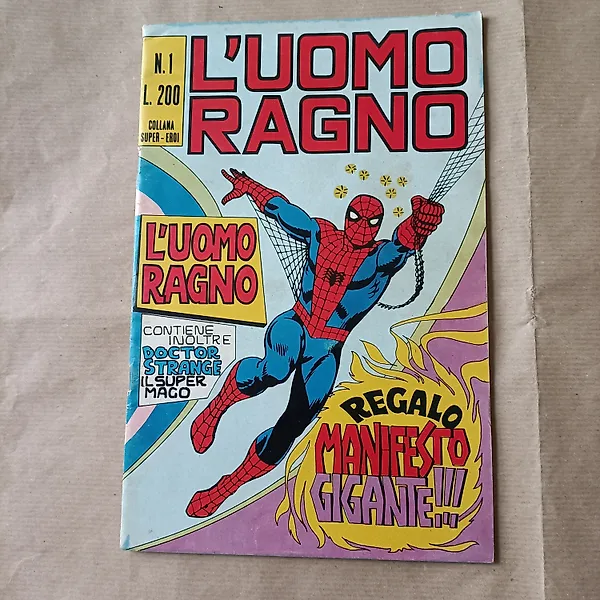 N.1
L. 200
COLLANA
SUPER-EROI
L'UOMO
RAGNO
L'UOMO
RAGNO
CONTIENE
INOLTRE
DOCTOR
STRANGE
IL SUPER
MAGO
REGALO
MANIFESTO
GIGANTE!!!